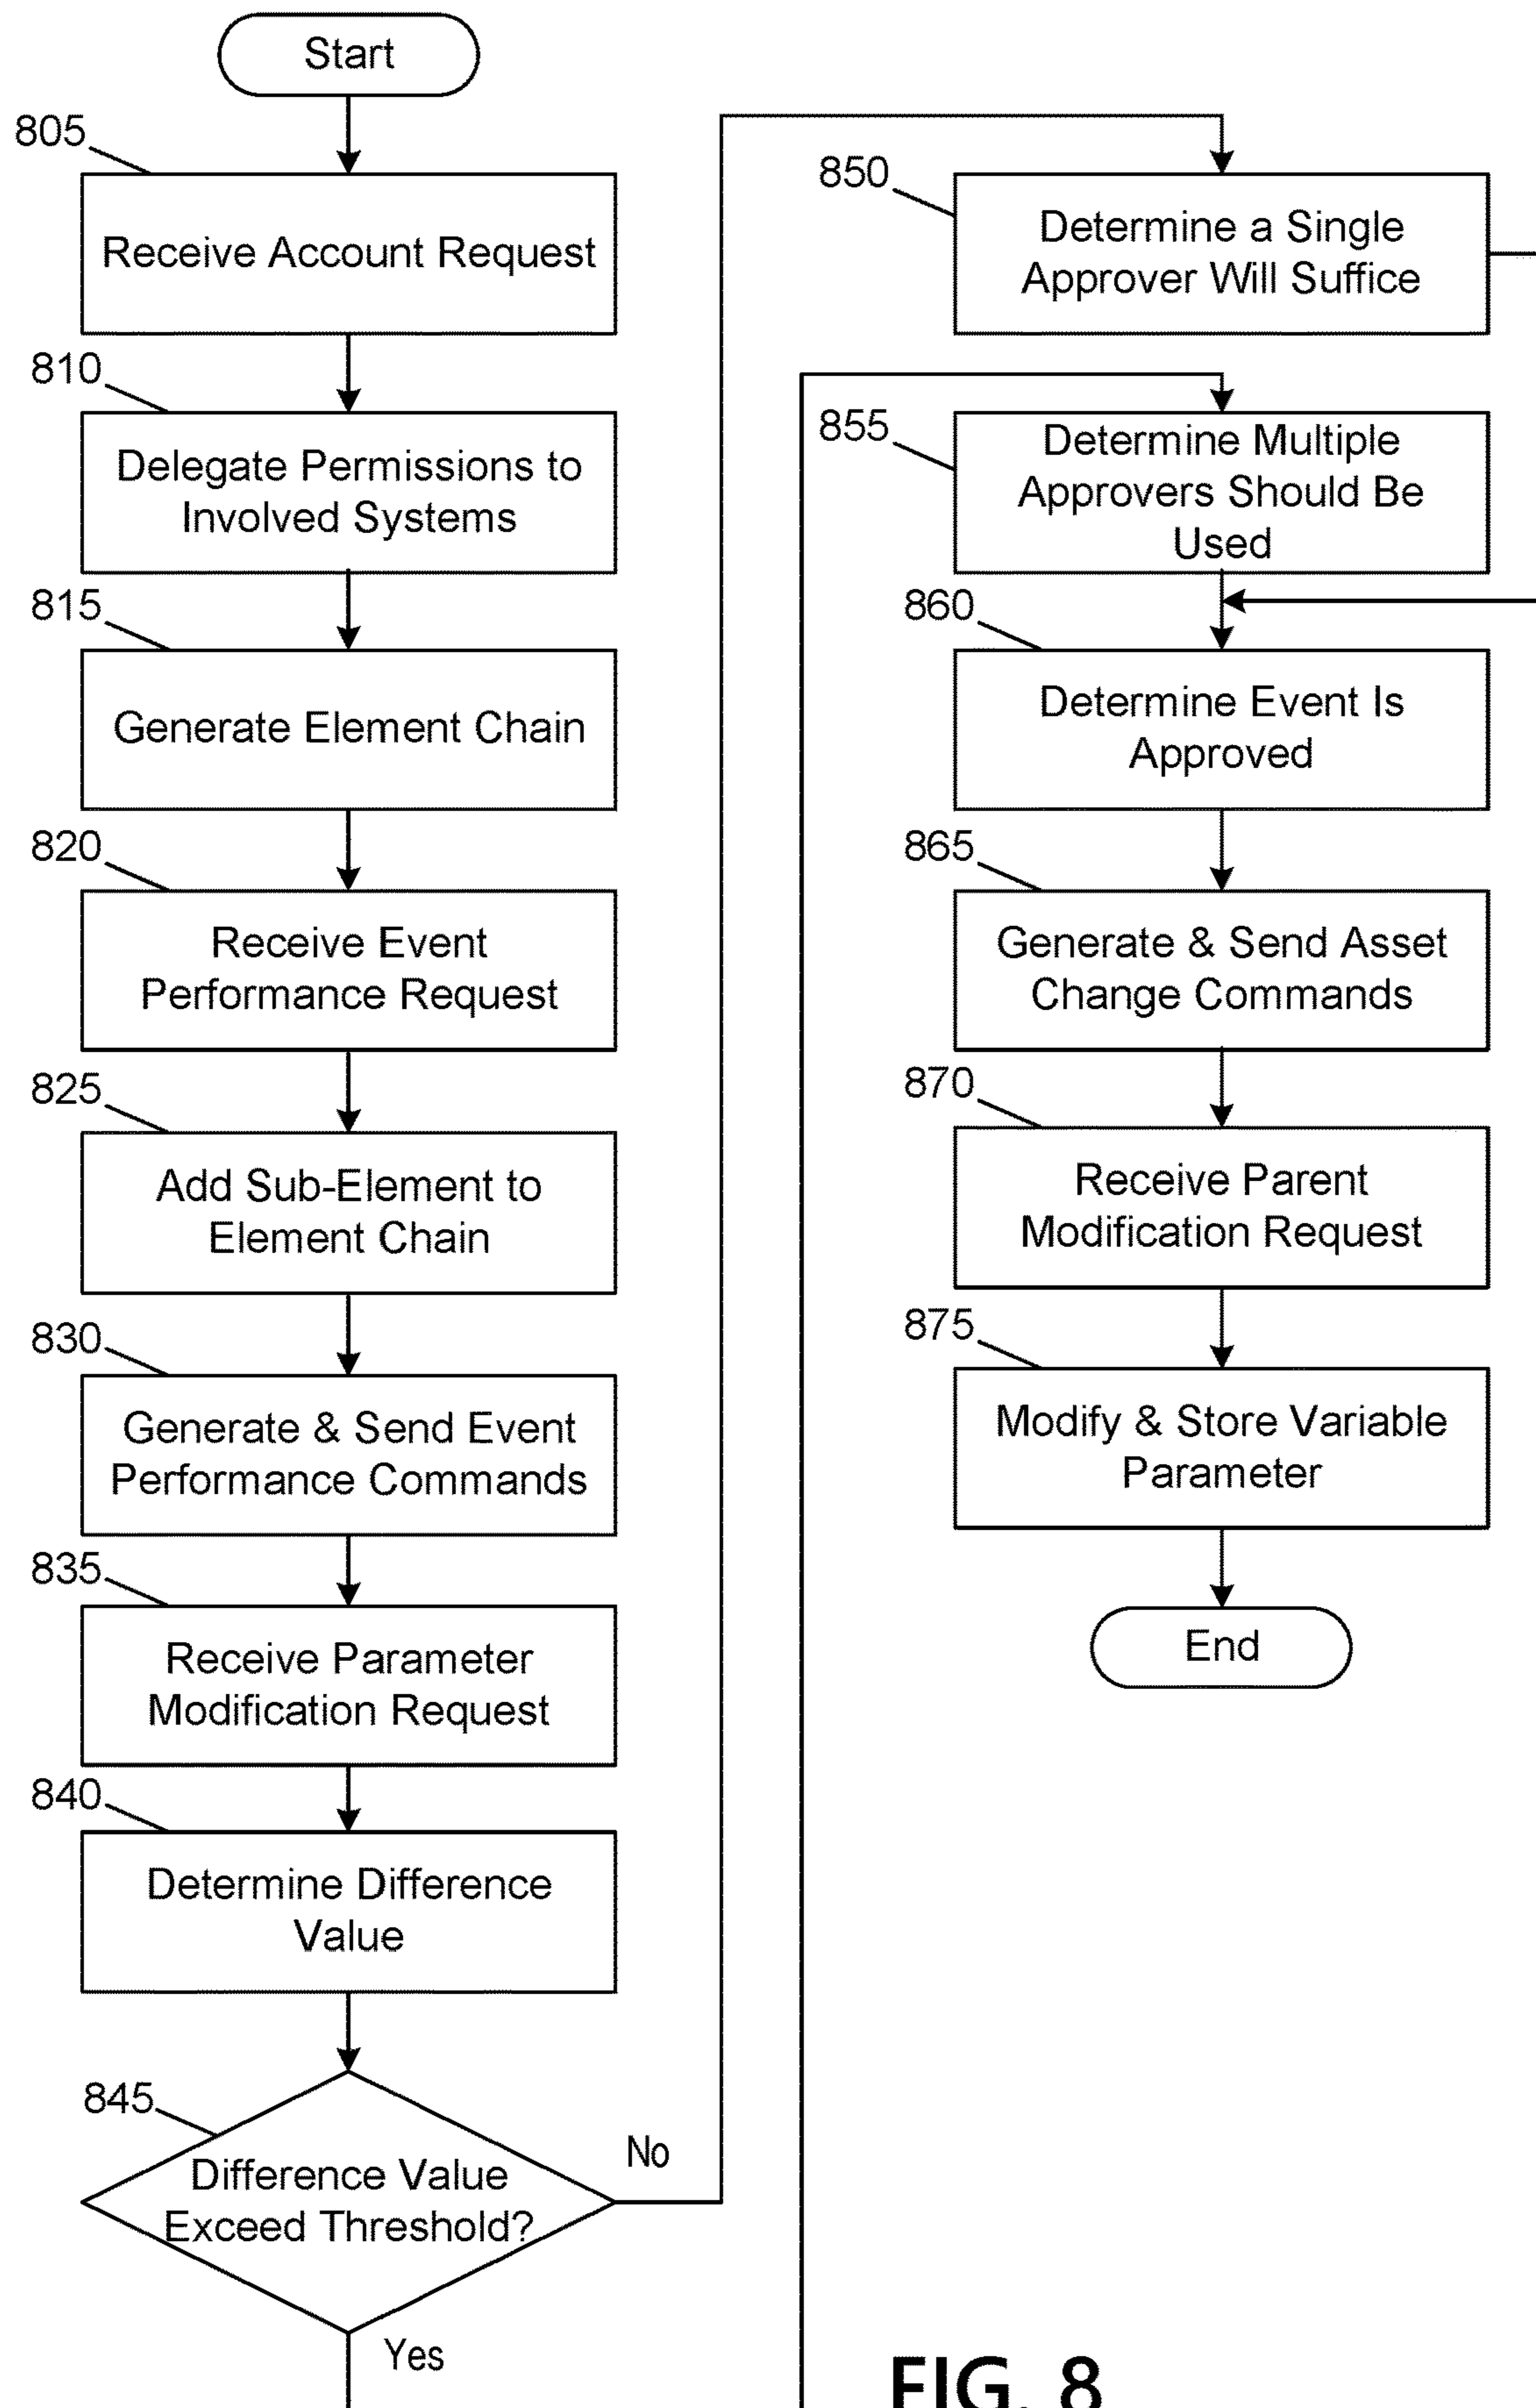 Start
805
Receive Account Request
810
Delegate Permissions to
Involved Systems
815
Generate Element Chain
820
Receive Event
Performance Request
825
Add Sub-Element to
Element Chain
830
Generate & Send Event
Performance Commands
835
Receive Parameter
Modification Request
840
Determine Difference
Value
845
Difference Value
Exceed Threshold?
No
Yes
850
Determine a Single
Approver Will Suffice
855
Determine Multiple
Approvers Should Be
Used
860
Determine Event Is
Approved
865
Generate & Send Asset
Change Commands
870
Receive Parent
Modification Request
875
Modify & Store Variable
Parameter
End
FIG. 8